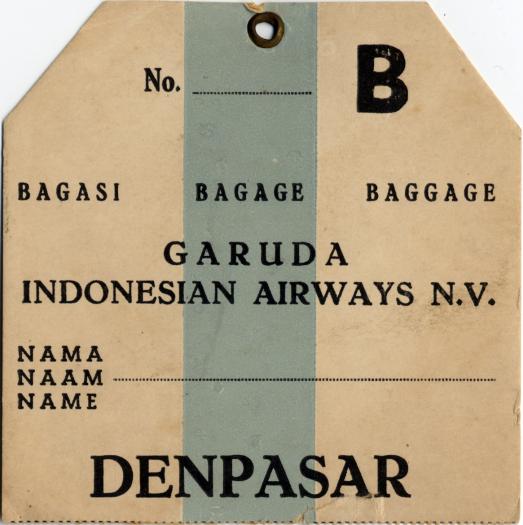 No. B
BAGASI BAGAGE BAGGAGE
GARUDA
INDONESIAN AIRWAYS N.V.
NAMA
NAAM
NAME
DENPASAR